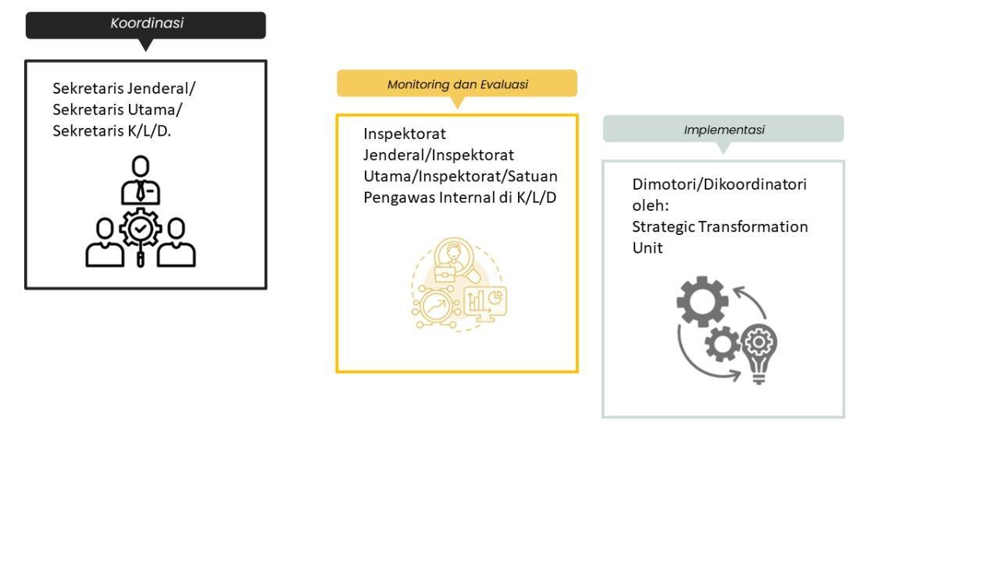 Koordinasi
Sekretaris Jenderal/
Sekretaris Utama/
Sekretaris K/L/D.
Monitoring dan Evaluasi
Inspektorat
Jenderal/Inspektorat
Utama/Inspektorat/Satuan
Pengawas Internal di K/L/D
Implementasi
Dimotori/Dikoordinatori
oleh:
Strategic Transformation
Unit